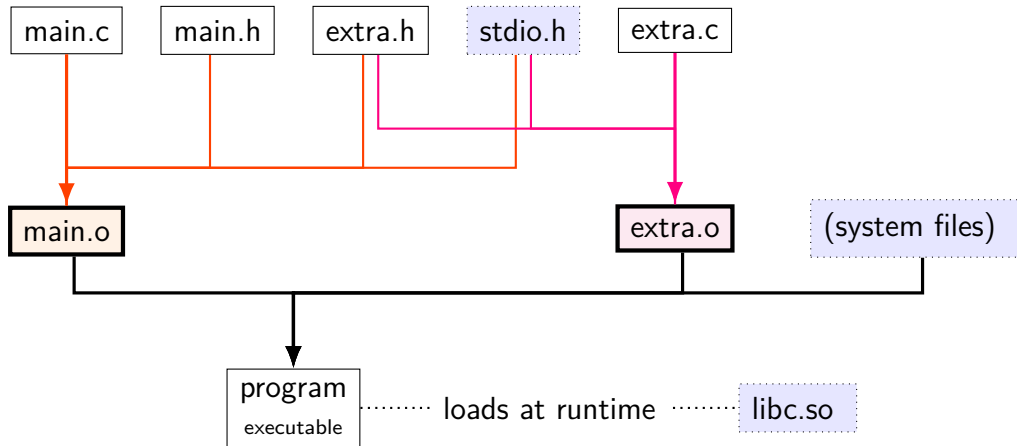 main.c
main.h
extra.h
stdio.h
extra.c
main.o
extra.o
(system files)
program
executable
loads at runtime
libc.so